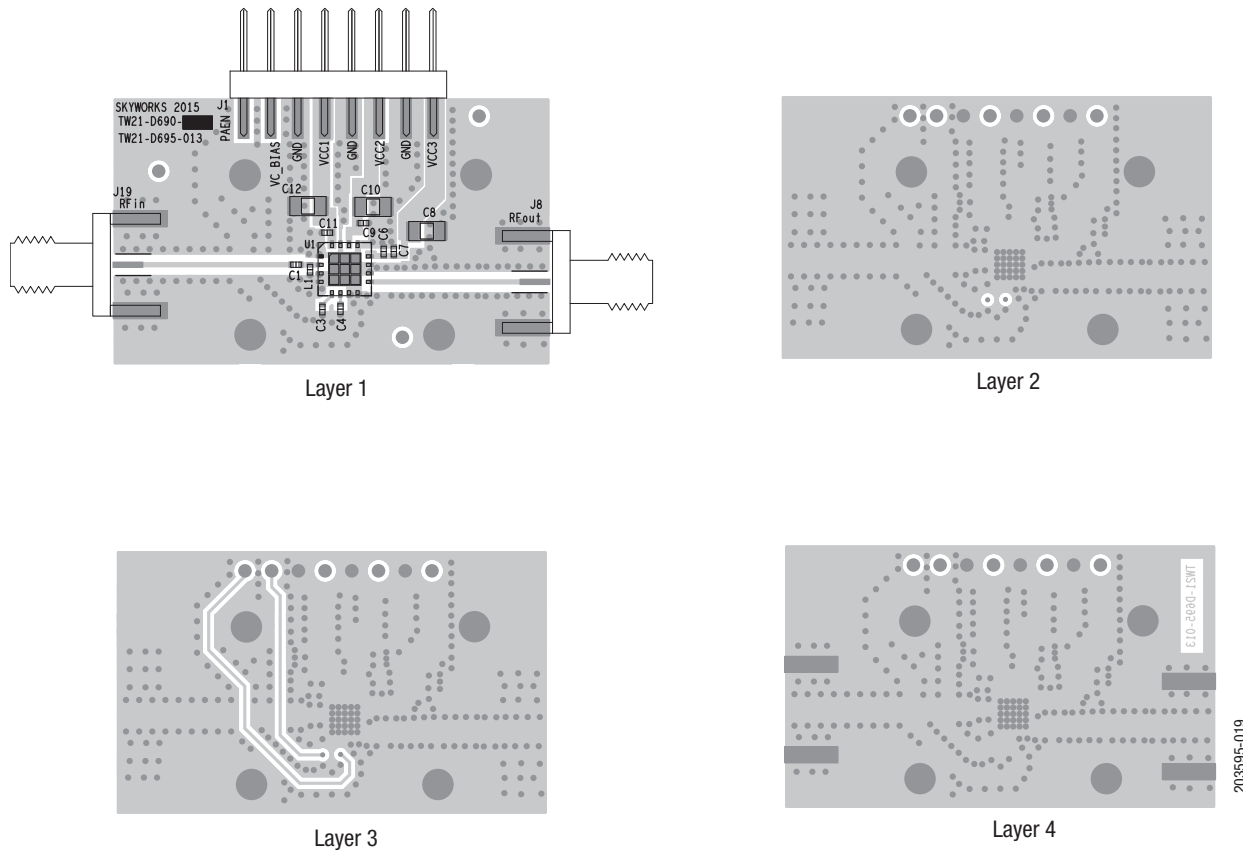 SKYWORKS 2015
TW21-D690-
TW21-D695-013
J1
PAEN
VC_BIAS
GND
VCC1
GND
VCC2
GND
VCC3
J19
RFin
C12
C10
C8
J8
RFout
C11
C9
C6
C7
U1
C1
L1
C3
C4
Layer 1
Layer 2
Layer 3
TW21-D695-013
Layer 4
203595-019